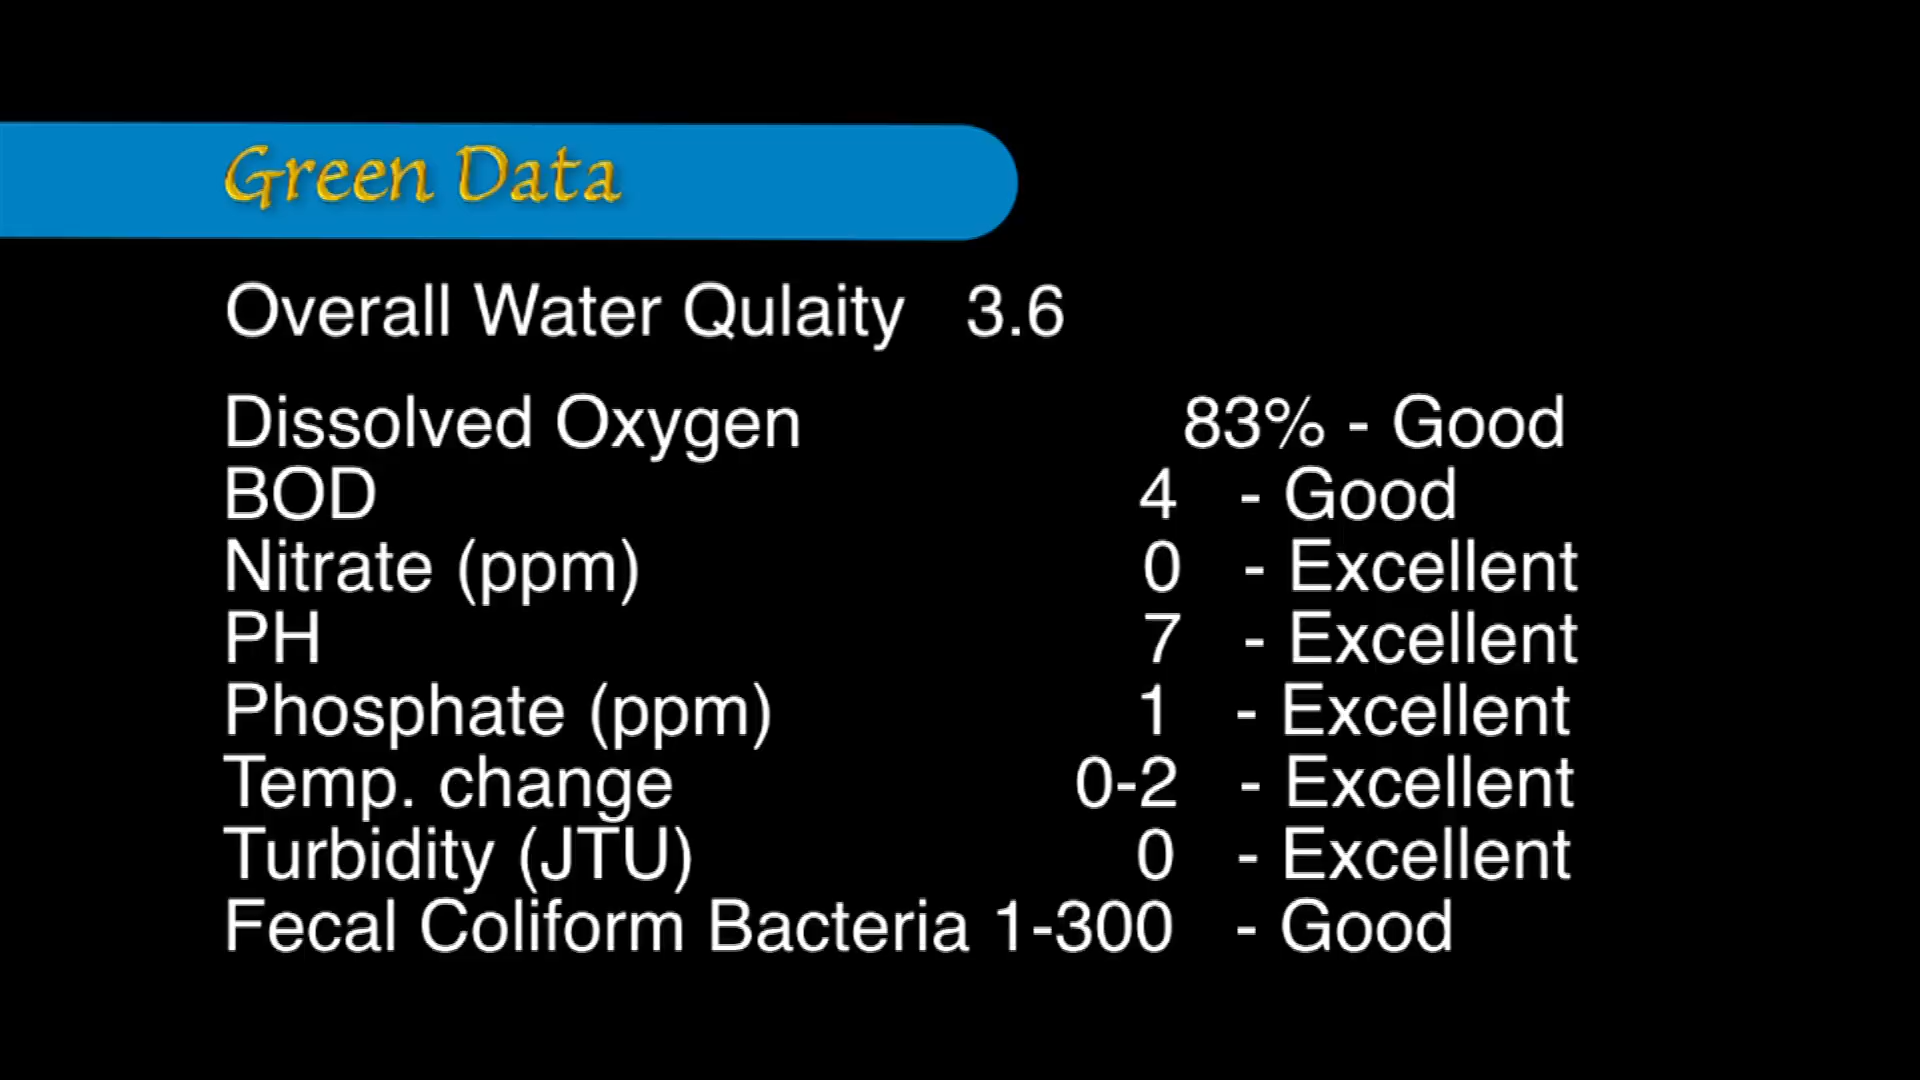 Green Data
Overall Water Qulaity 3.6
Dissolved Oxygen 83% - Good
BOD 4 - Good
Nitrate (ppm) 0 - Excellent
PH 7 - Excellent
Phosphate (ppm) 1 - Excellent
Temp. change 0-2 - Excellent
Turbidity (JTU) 0 - Excellent
Fecal Coliform Bacteria 1-300 - Good